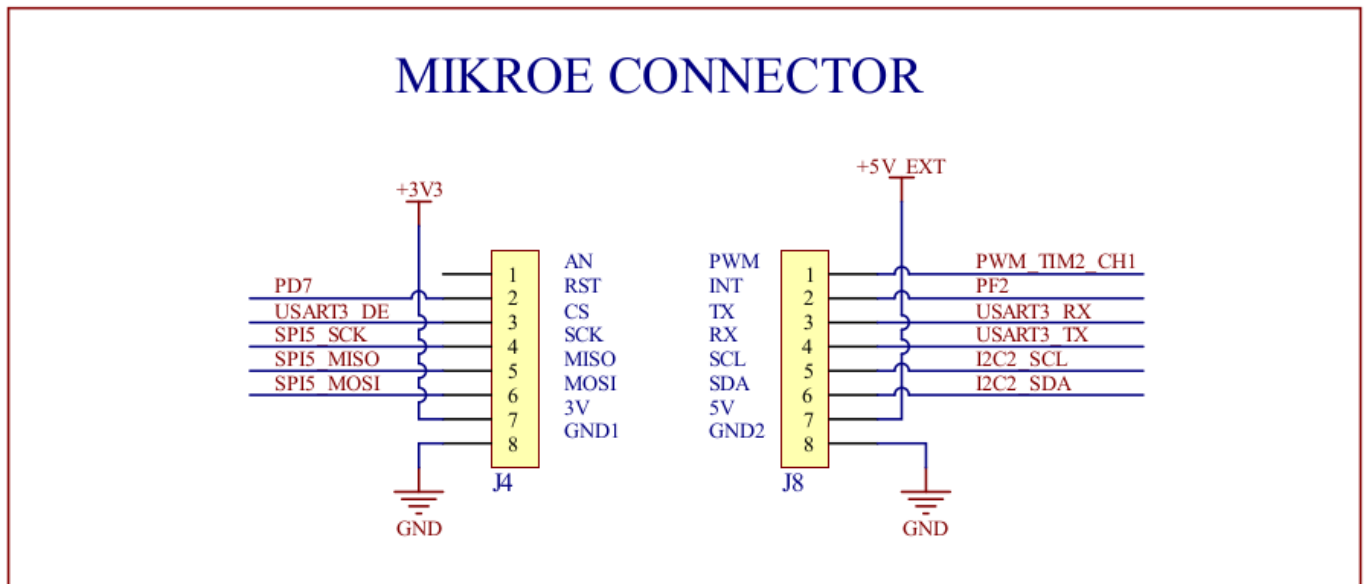 MIKROE CONNECTOR
+3V3
+5V_EXT
PD7
USART3_DE
SPI5_SCK
SPI5_MISO
SPI5_MOSI
1
2
3
4
5
6
7
8
AN
RST
CS
SCK
MISO
MOSI
3V
GND1
J4
GND
PWM
INT
TX
RX
SCL
SDA
5V
GND2
1
2
3
4
5
6
7
8
J8
PWM_TIM2_CH1
PF2
USART3_RX
USART3_TX
I2C2_SCL
I2C2_SDA
GND